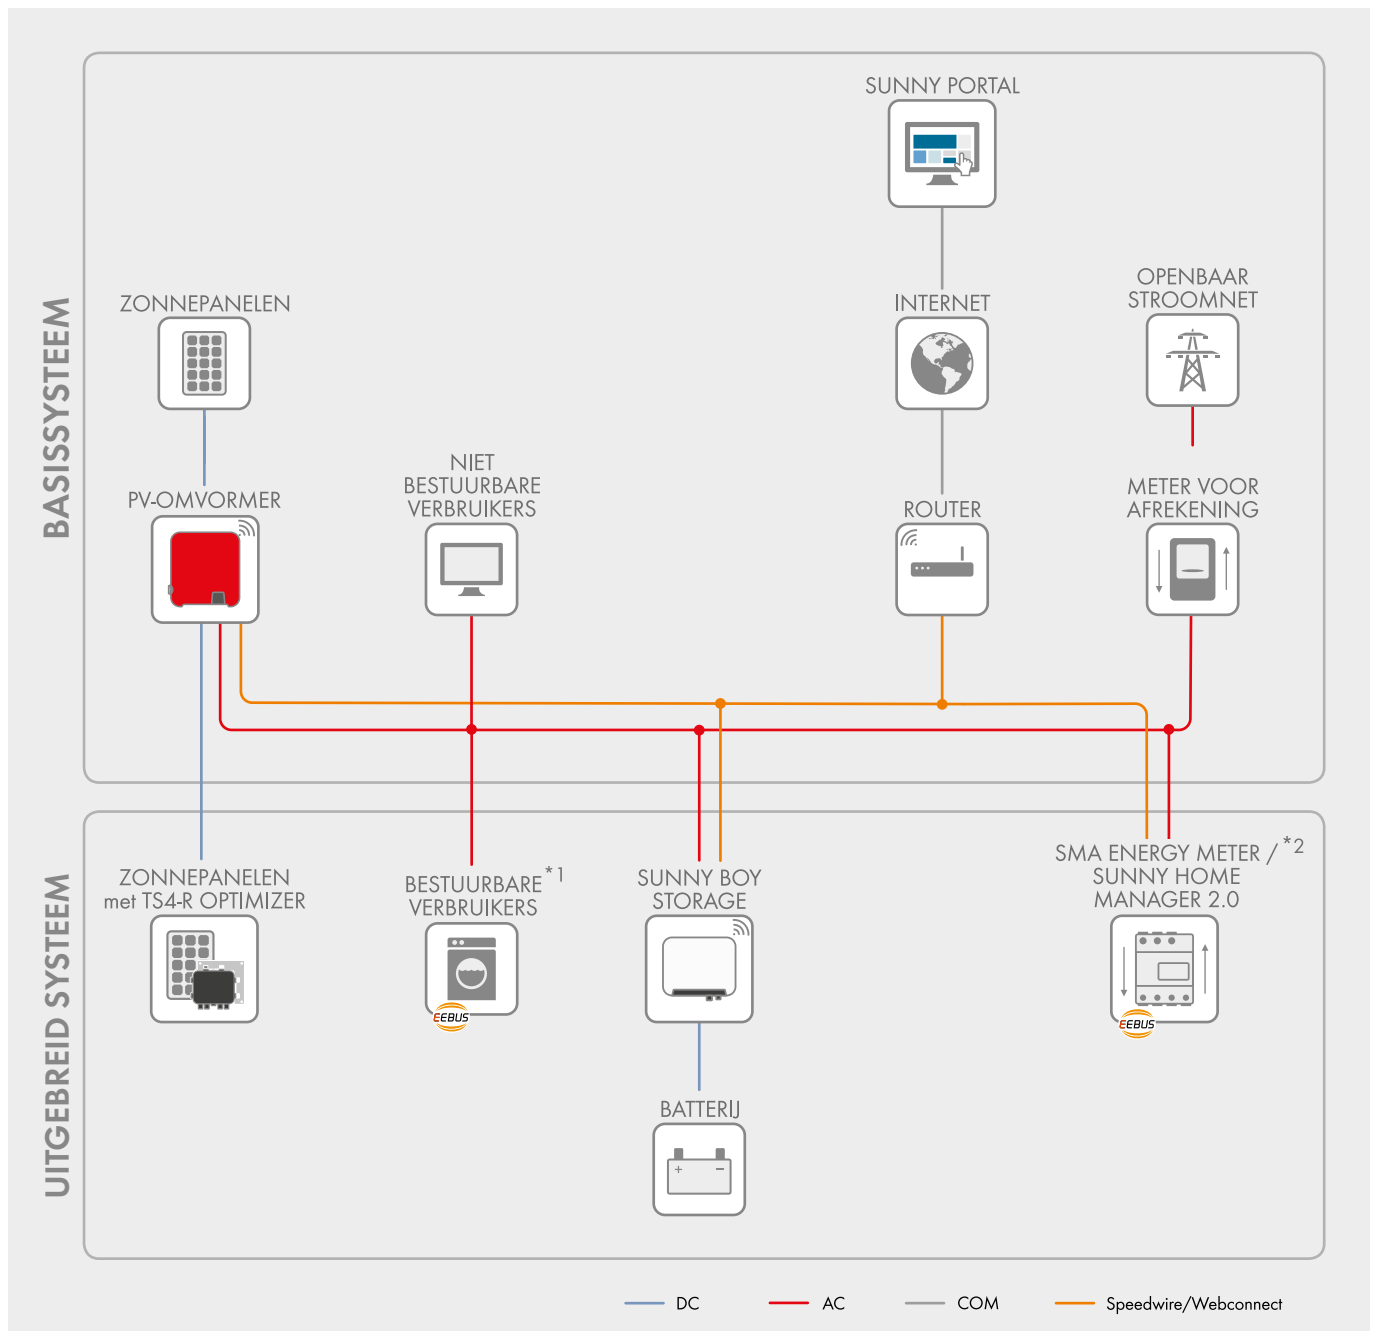 BASISSYSTEEM
SUNNY PORTAL
ZONNEPANELEN
INTERNET
OPENBAAR
STROOMNET
PV-OMVORMER
NIET
BESTUURBARE
VERBRUIKERS
ROUTER
METER VOOR
AFREKENING
UITGEBREID SYSTEEM
ZONNEPANELEN
met TS4-R OPTIMIZER
BESTUURBARE *1
VERBRUIKERS
EEBUS
SUNNY BOY
STORAGE
SMA ENERGY METER / *2
SUNNY HOME
MANAGER 2.0
EEBUS
BATTERIJ
+ −
DC
AC
COM
Speedwire/Webconnect